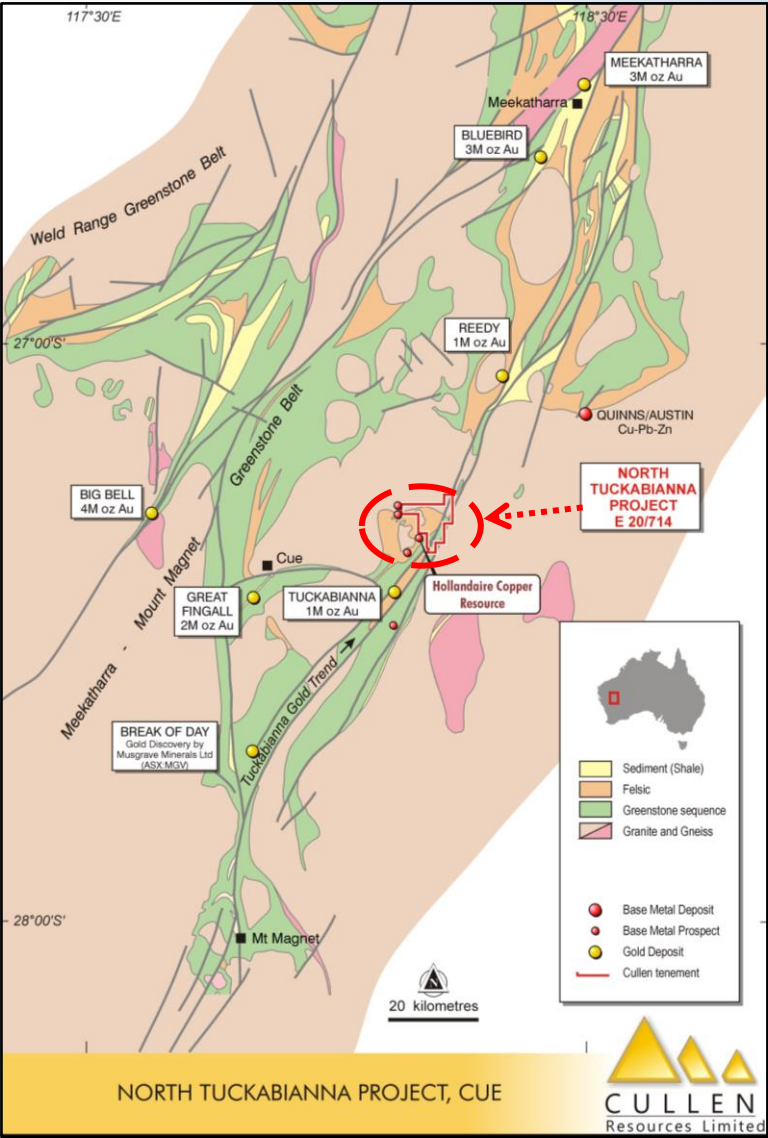 117°30'E
118°30'E
MEEKATHARRA
3M oz Au
Meekatharra
BLUEBIRD
3M oz Au
Weld Range Greenstone Belt
27°00'S'
REEDY
1M oz Au
QUINNS/AUSTIN
Cu-Pb-Zn
Greenstone Belt
NORTH
TUCKABIANNA
PROJECT
E 20/714
BIG BELL
4M oz Au
Meekatharra - Mount Magnet
Cue
GREAT
FINGALL
2M oz Au
TUCKABIANNA
1M oz Au
Hollandaire Copper
Resource
Tuckabianna Gold Trend
BREAK OF DAY
Gold Discovery by
Musgrave Minerals Ltd
(ASX:MGV)
Sediment (Shale)
Felsic
Greenstone sequence
Granite and Gneiss
Base Metal Deposit
Base Metal Prospect
Gold Deposit
Cullen tenement
28°00'S'
Mt Magnet
N
20 kilometres
NORTH TUCKABIANNA PROJECT, CUE
CULLEN
Resources Limited